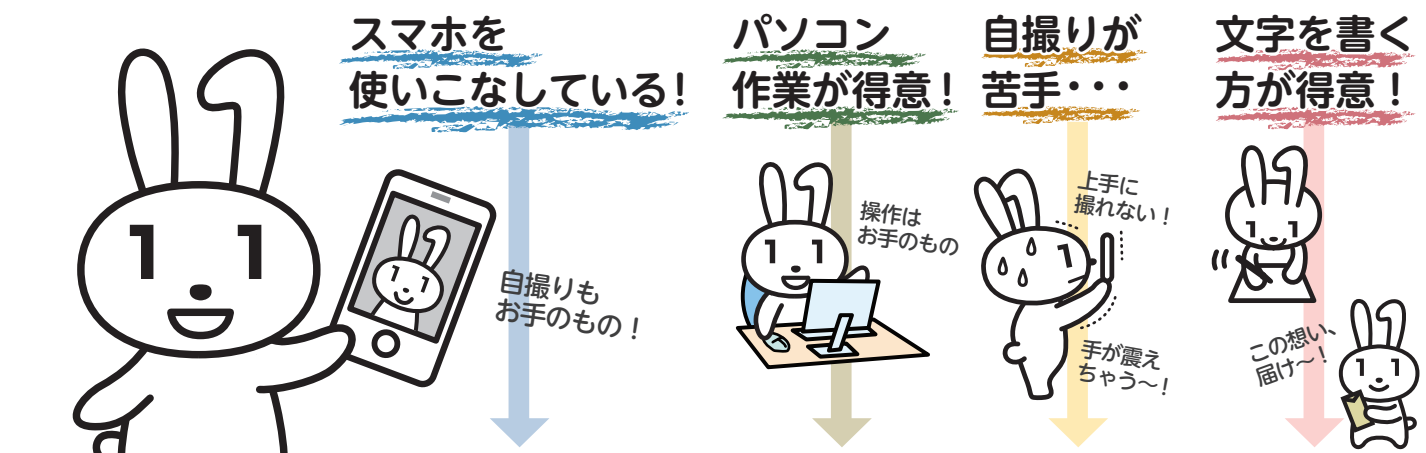 スマホを
使いこなしている！
自撮りも
お手のもの！
パソコン
作業が得意！
操作は
お手のもの
自撮りが
苦手・・・
上手に
撮れない！
手が震え
ちゃう〜！
文字を書く
方が得意！
この想い、
届け〜！